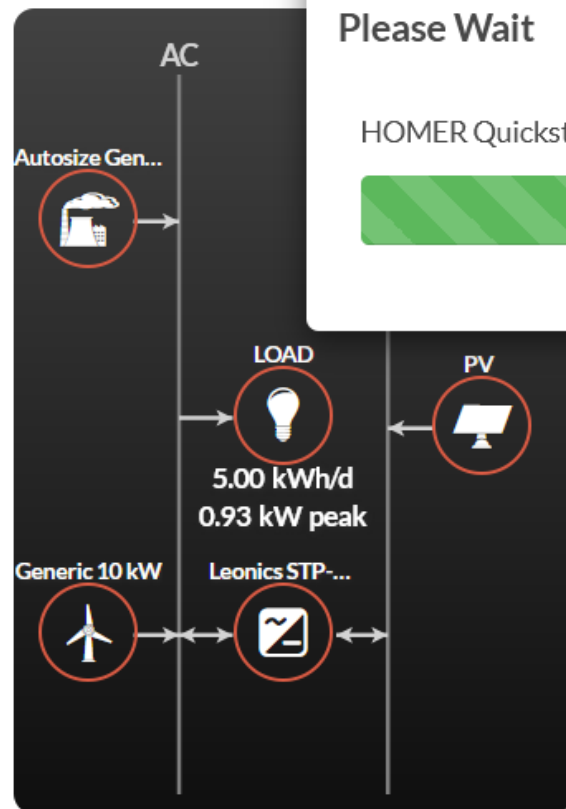 Please Wait
AC
HOMER Quickst
Autosize Gen...
LOAD
PV
5.00 kWh/d
0.93 kW peak
Generic 10 kW
Leonics STP-...